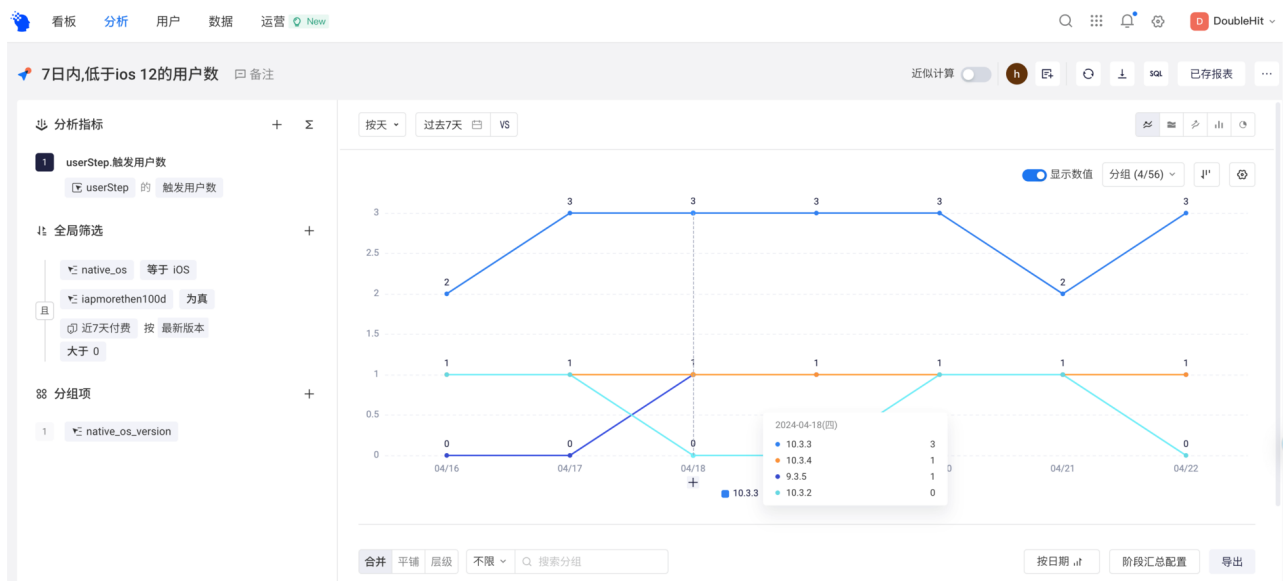 看板 分析 用户 数据 运营 New D DoubleHit
7日内,低于ios 12的用户数 备注 近似计算 h SQL 已存报表
分析指标 Σ
1 userStep.触发用户数
userStep 的 触发用户数
全局筛选
native_os 等于 iOS
iapmorethen100d 为真
且
近7天付费 按 最新版本
大于 0
分组项
1 native_os_version
按天 过去7天 VS
显示数值 分组 (4/56)
3
2.5
2
1.5
1
0.5
0
2 3 3 3 3 2 3
1 1 1 1 1 1 1
0 0 0 0
04/16 04/17 04/18 0 04/21 04/22
10.3.3
2024-04-18(四)
10.3.3 3
10.3.4 1
9.3.5 1
10.3.2 0
合并 平铺 层级 不限 搜索分组 按日期 阶段汇总配置 导出